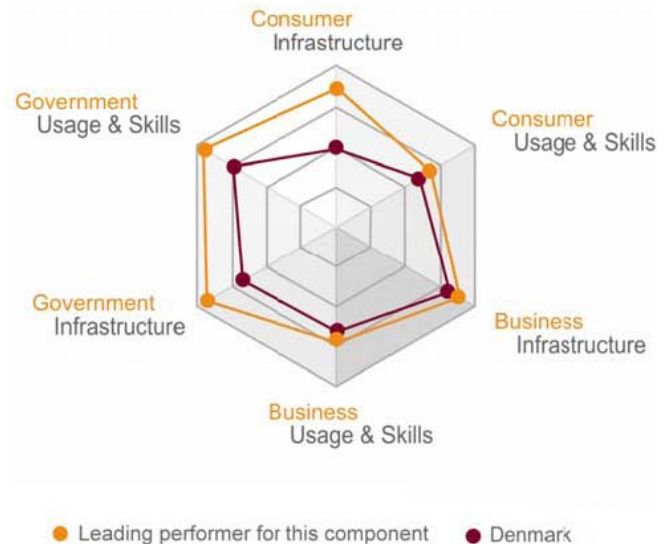 Consumer
Infrastructure
Government
Usage & Skills
Consumer
Usage & Skills
Government
Infrastructure
Business
Infrastructure
Business
Usage & Skills
Leading performer for this component
Denmark